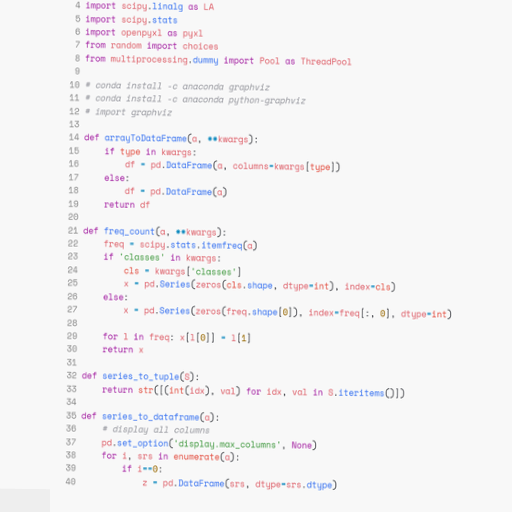 4 import scipy.linalg as LA
5 import scipy.stats
6 import openpyxl as pyxl
7 from random import choices
8 from multiprocessing.dummy import Pool as ThreadPool
9
10 # conda install -c anaconda graphviz
11 # conda install -c anaconda python-graphviz
12 # import graphviz
13
14 def arrayToDataFrame(a, **kwargs):
15     if type in kwargs:
16         df = pd.DataFrame(a, columns=kwargs[type])
17     else:
18         df = pd.DataFrame(a)
19     return df
20
21 def freq_count(a, **kwargs):
22     freq = scipy.stats.itemfreq(a)
23     if 'classes' in kwargs:
24         cls = kwargs['classes']
25         x = pd.Series(zeros(cls.shape, dtype=int), index=cls)
26     else:
27         x = pd.Series(zeros(freq.shape[0]), index=freq[:, 0], dtype=int)
28
29     for l in freq: x[l[0]] = l[1]
30     return x
31
32 def series_to_tuple(S):
33     return str([(int(idx), val) for idx, val in S.iteritems()])
34
35 def series_to_dataframe(a):
36     # display all columns
37     pd.set_option('display.max_columns', None)
38     for i, srs in enumerate(a):
39         if i==0:
40             z = pd.DataFrame(srs, dtype=srs.dtype)